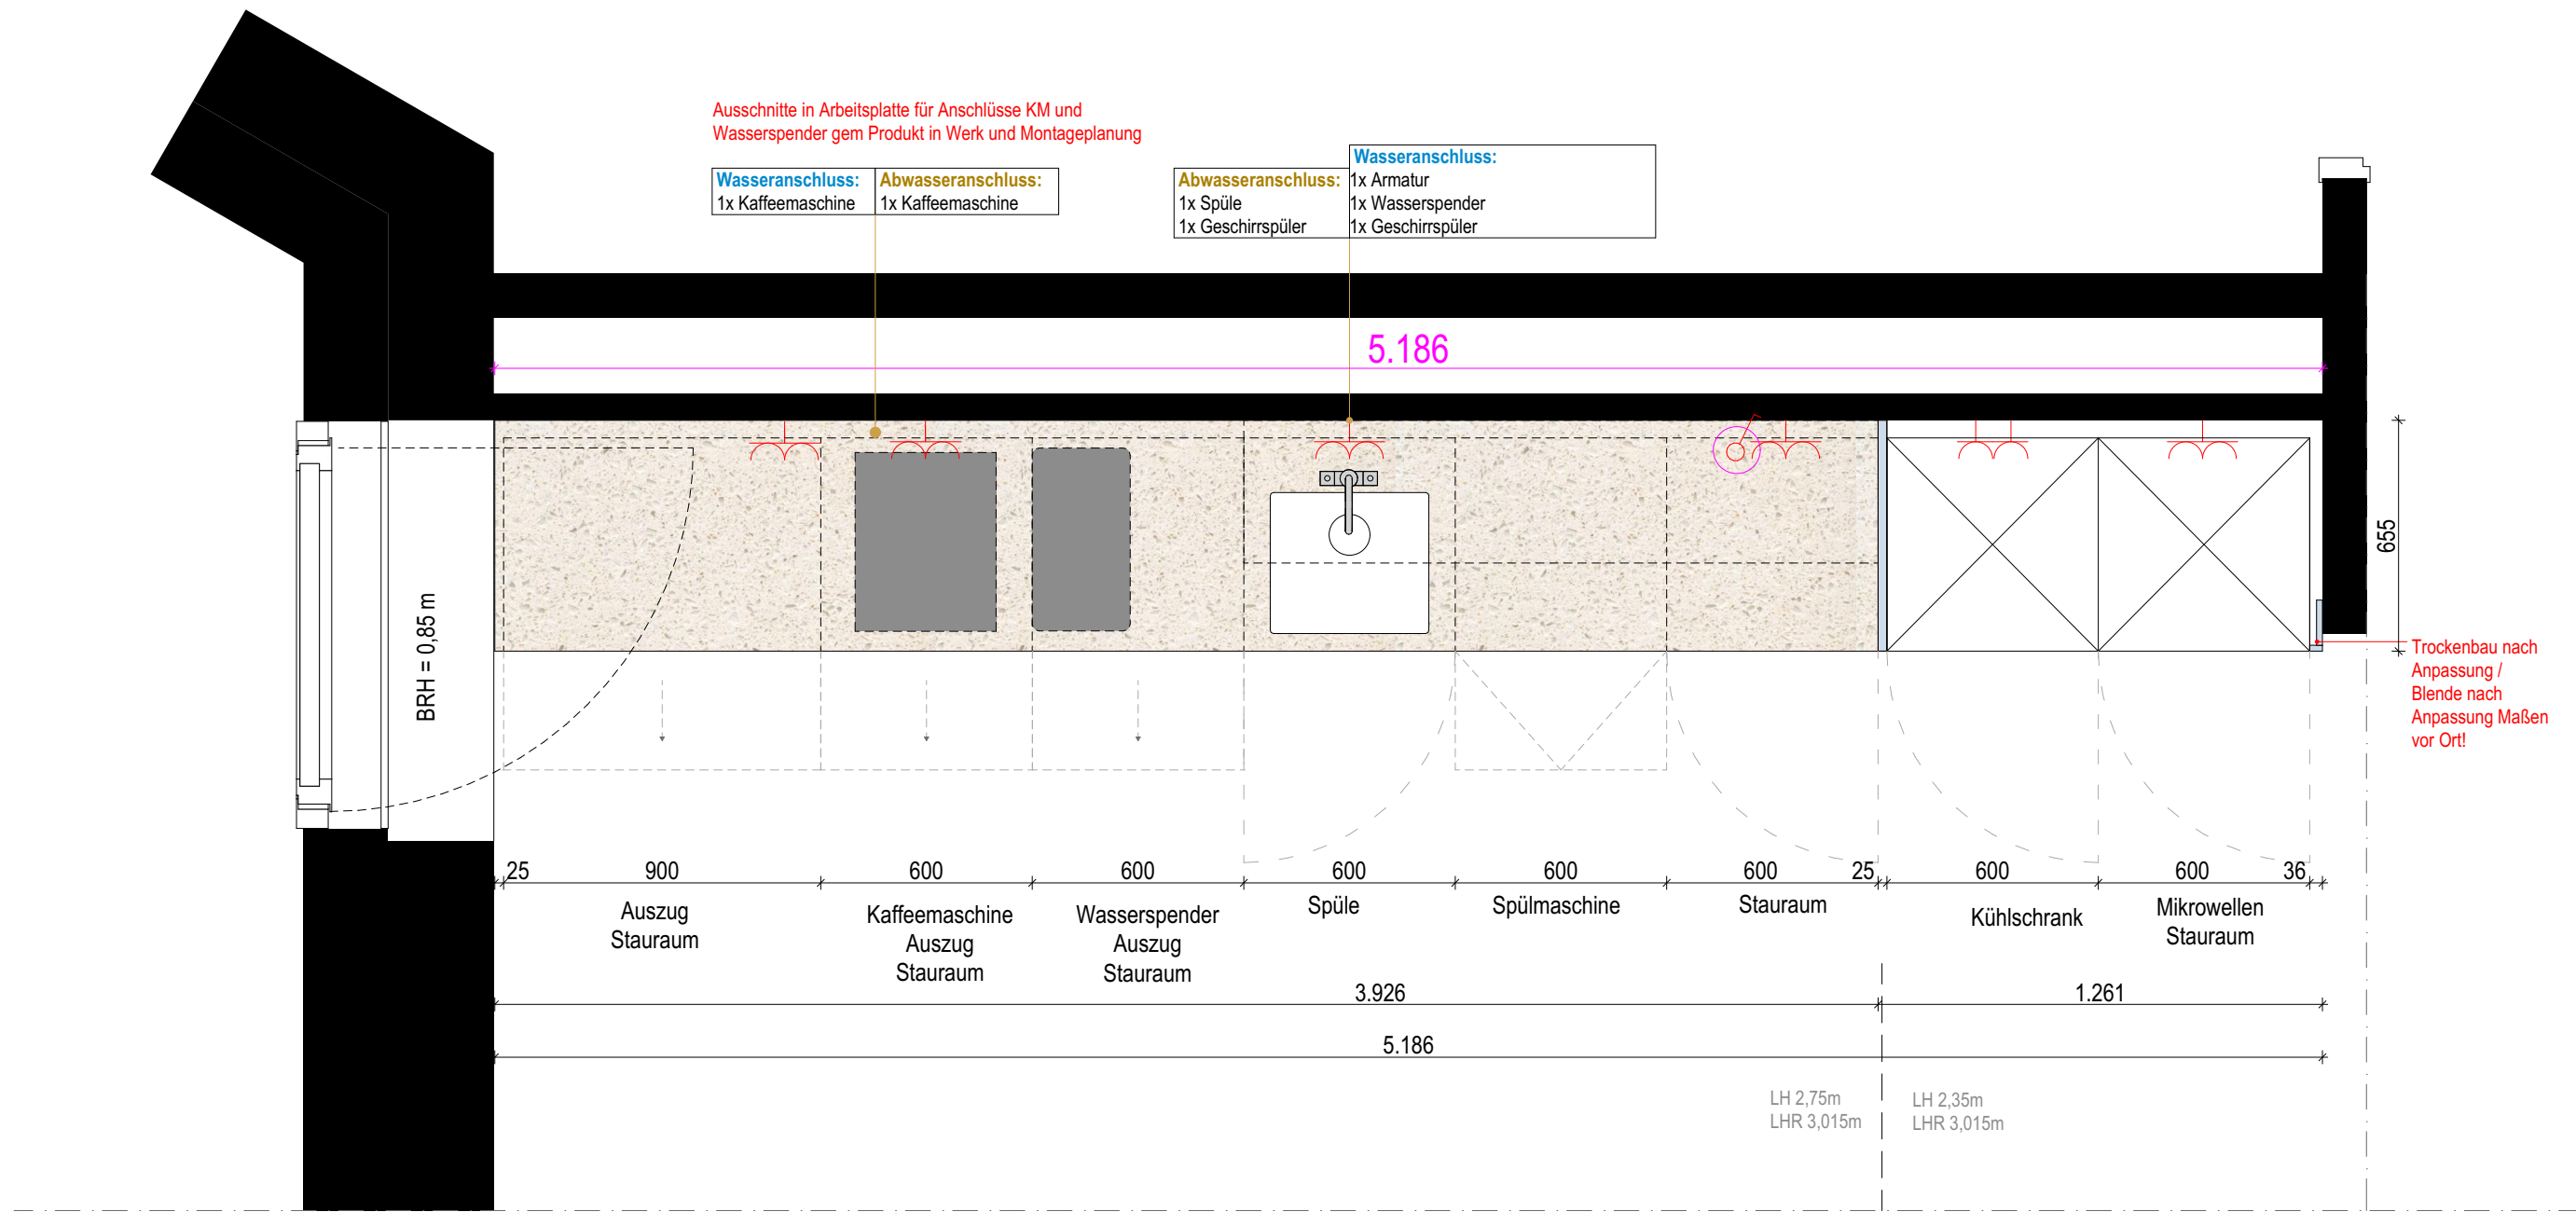 Ausschnitte in Arbeitsplatte für Anschlüsse KM und
Wasserspender gem Produkt in Werk und Montageplanung
Wasseranschluss:
1x Kaffeemaschine
Abwasseranschluss:
1x Kaffeemaschine
Abwasseranschluss:
1x Spüle
1x Geschirrspüler
Wasseranschluss:
1x Armatur
1x Wasserspender
1x Geschirrspüler
5.186
BRH = 0,85 m
655
Trockenbau nach
Anpassung /
Blende nach
Anpassung Maßen
vor Ort!
25 900 600 600 600 600 600 25 600 600 36
Auszug
Stauraum
Kaffeemaschine
Auszug
Stauraum
Wasserspender
Auszug
Stauraum
Spüle
Spülmaschine
Stauraum
Kühlschrank
Mikrowellen
Stauraum
3.926 1.261
5.186
LH 2,75m
LHR 3,015m
LH 2,35m
LHR 3,015m